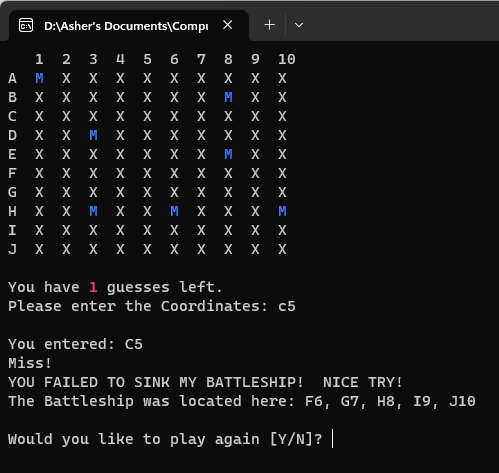 D:\Asher's Documents\Compu
1 2 3 4 5 6 7 8 9 10
A M X X X X X X X X X
B X X X X X X X M X X
C X X X X X X X X X X
D X X M X X X X X X X
E X X X X X X X M X X
F X X X X X X X X X X
G X X X X X X X X X X
H X X M X X M X X X M
I X X X X X X X X X X
J X X X X X X X X X X
You have 1 guesses left.
Please enter the Coordinates: c5
You entered: C5
Miss!
YOU FAILED TO SINK MY BATTLESHIP!  NICE TRY!
The Battleship was located here: F6, G7, H8, I9, J10
Would you like to play again [Y/N]?